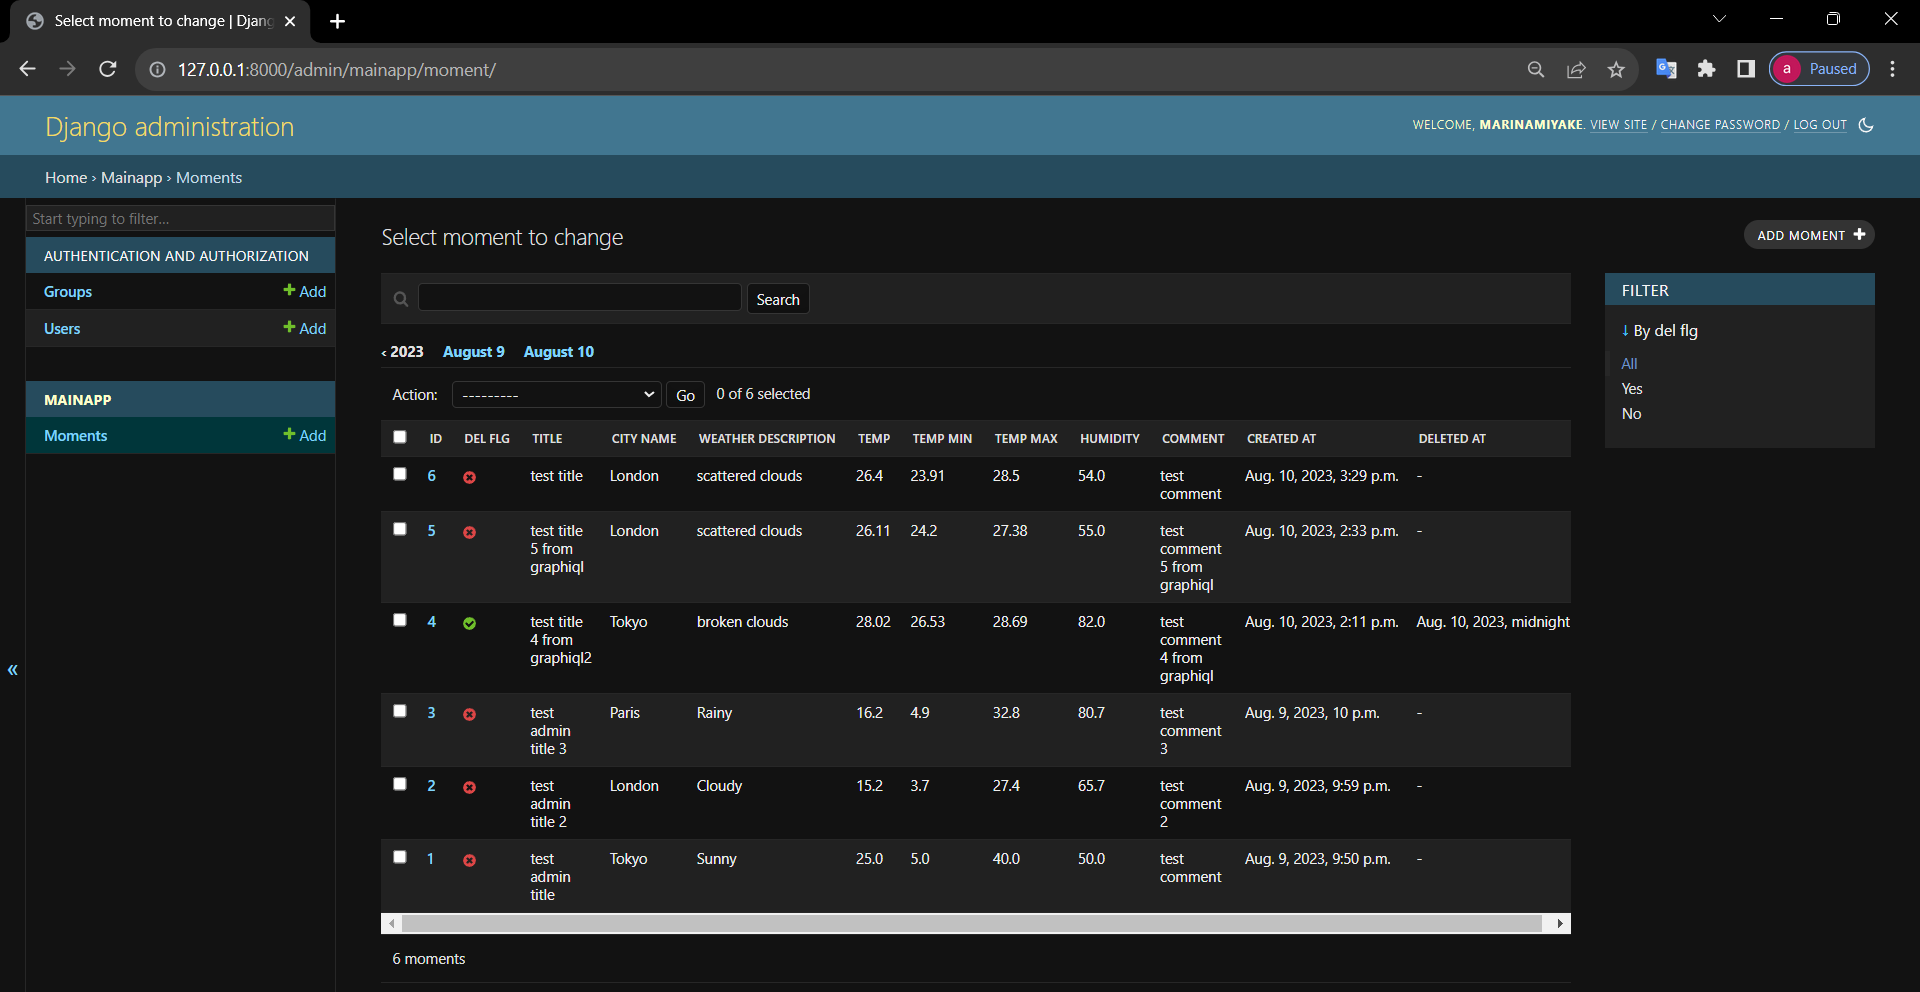 Select moment to change | Djang
127.0.0.1:8000/admin/mainapp/moment/
a Paused
Django administration
WELCOME, MARINAMIYAKE. VIEW SITE / CHANGE PASSWORD / LOG OUT
Home › Mainapp › Moments
Start typing to filter...
AUTHENTICATION AND AUTHORIZATION
Groups + Add
Users + Add
MAINAPP
Moments + Add
«
Select moment to change
ADD MOMENT +
Search
‹ 2023 August 9 August 10
Action: --------- Go 0 of 6 selected
ID DEL FLG TITLE CITY NAME WEATHER DESCRIPTION TEMP TEMP MIN TEMP MAX HUMIDITY COMMENT CREATED AT DELETED AT
6 test title London scattered clouds 26.4 23.91 28.5 54.0 test Aug. 10, 2023, 3:29 p.m. -
comment
5 test title London scattered clouds 26.11 24.2 27.38 55.0 test Aug. 10, 2023, 2:33 p.m. -
5 from comment
graphiql 5 from
graphiql
4 test title Tokyo broken clouds 28.02 26.53 28.69 82.0 test Aug. 10, 2023, 2:11 p.m. Aug. 10, 2023, midnight
4 from comment
graphiql2 4 from
graphiql
3 test Paris Rainy 16.2 4.9 32.8 80.7 test Aug. 9, 2023, 10 p.m. -
admin comment
title 3 3
2 test London Cloudy 15.2 3.7 27.4 65.7 test Aug. 9, 2023, 9:59 p.m. -
admin comment
title 2 2
1 test Tokyo Sunny 25.0 5.0 40.0 50.0 test Aug. 9, 2023, 9:50 p.m. -
admin comment
title
6 moments
FILTER
↓ By del flg
All
Yes
No